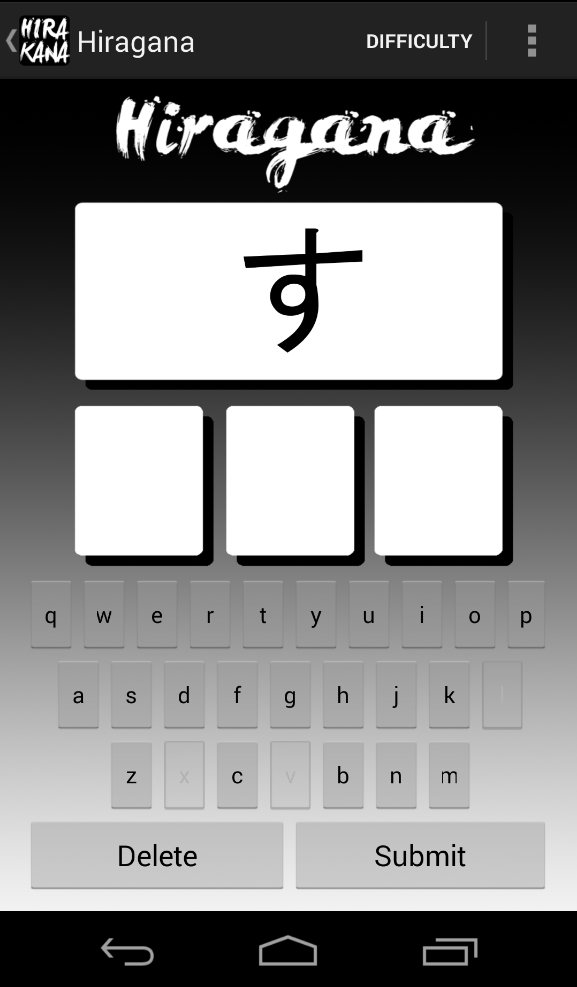 HIRA
KANA
Hiragana
DIFFICULTY
Hiragana
す
q w e r t y u i o p
a s d f g h j k l
z x c v b n m
Delete Submit